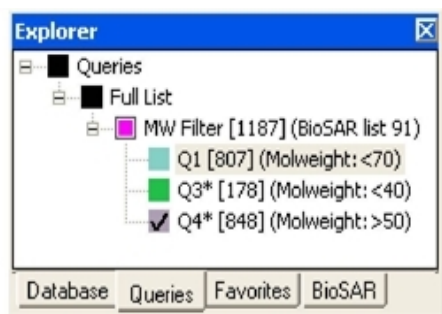 Explorer
Queries
Full List
MW Filter [1187] (BioSAR list 91)
Q1 [807] (Molweight: <70)
Q3* [178] (Molweight: <40)
Q4* [848] (Molweight: >50)
Database Queries Favorites BioSAR